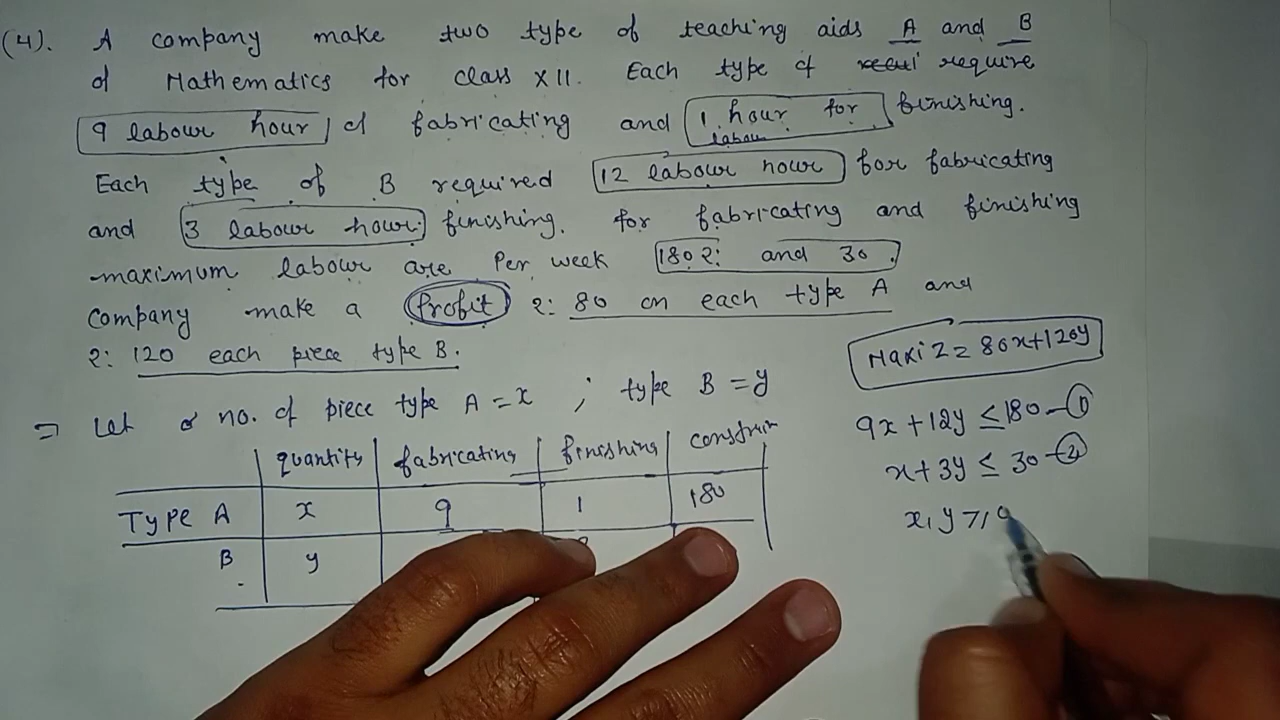 (4). A company make two type of teaching aids A and B
of Mathematics for class XII. Each type of require
9 labour hour of fabricating and 1 hour for finishing.
labour
Each type of B required 12 labour hour for fabricating
and 3 labour hour. finishing. for fabricating and finishing
maximum labour are per week 180 and 30.
company make a Profit 80 on each type A and
120 each piece type B.
Maxi Z = 80x+120y
⇒ Let no. of piece type A = x ; type B = y
9x + 12y ≤ 180 - ①
x + 3y ≤ 30 - ②
x, y ≥ 0
quantity fabricating finishing constrain
Type A x 9 1 180
B y